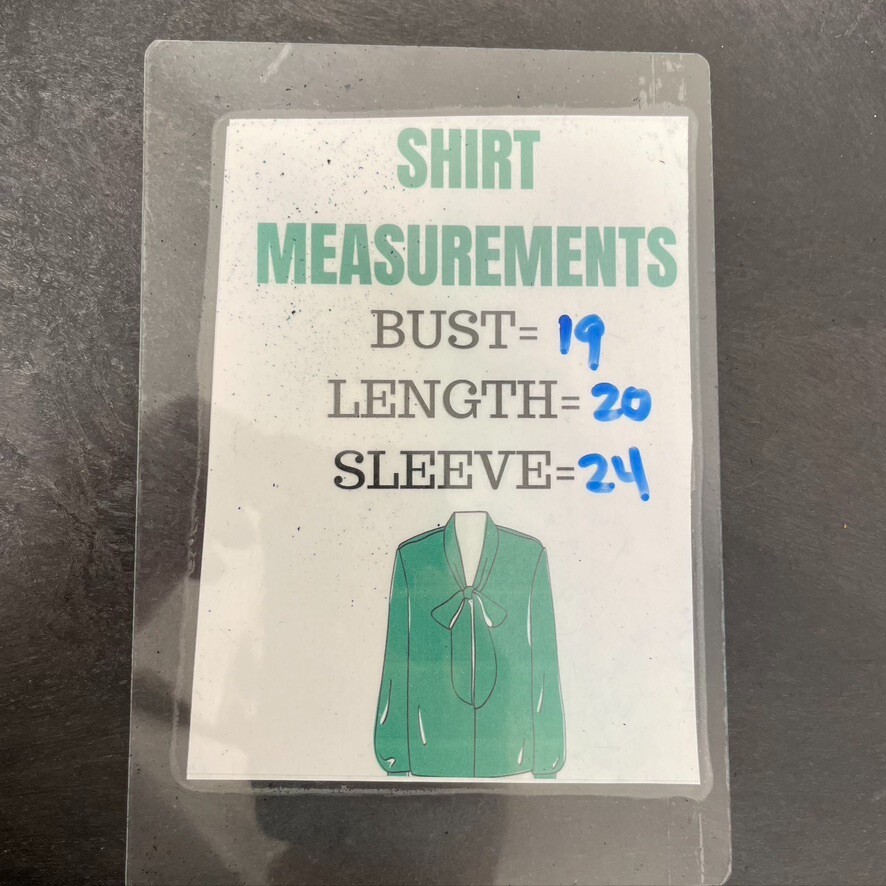 SHIRT
MEASUREMENTS
BUST= 19
LENGTH= 20
SLEEVE= 24